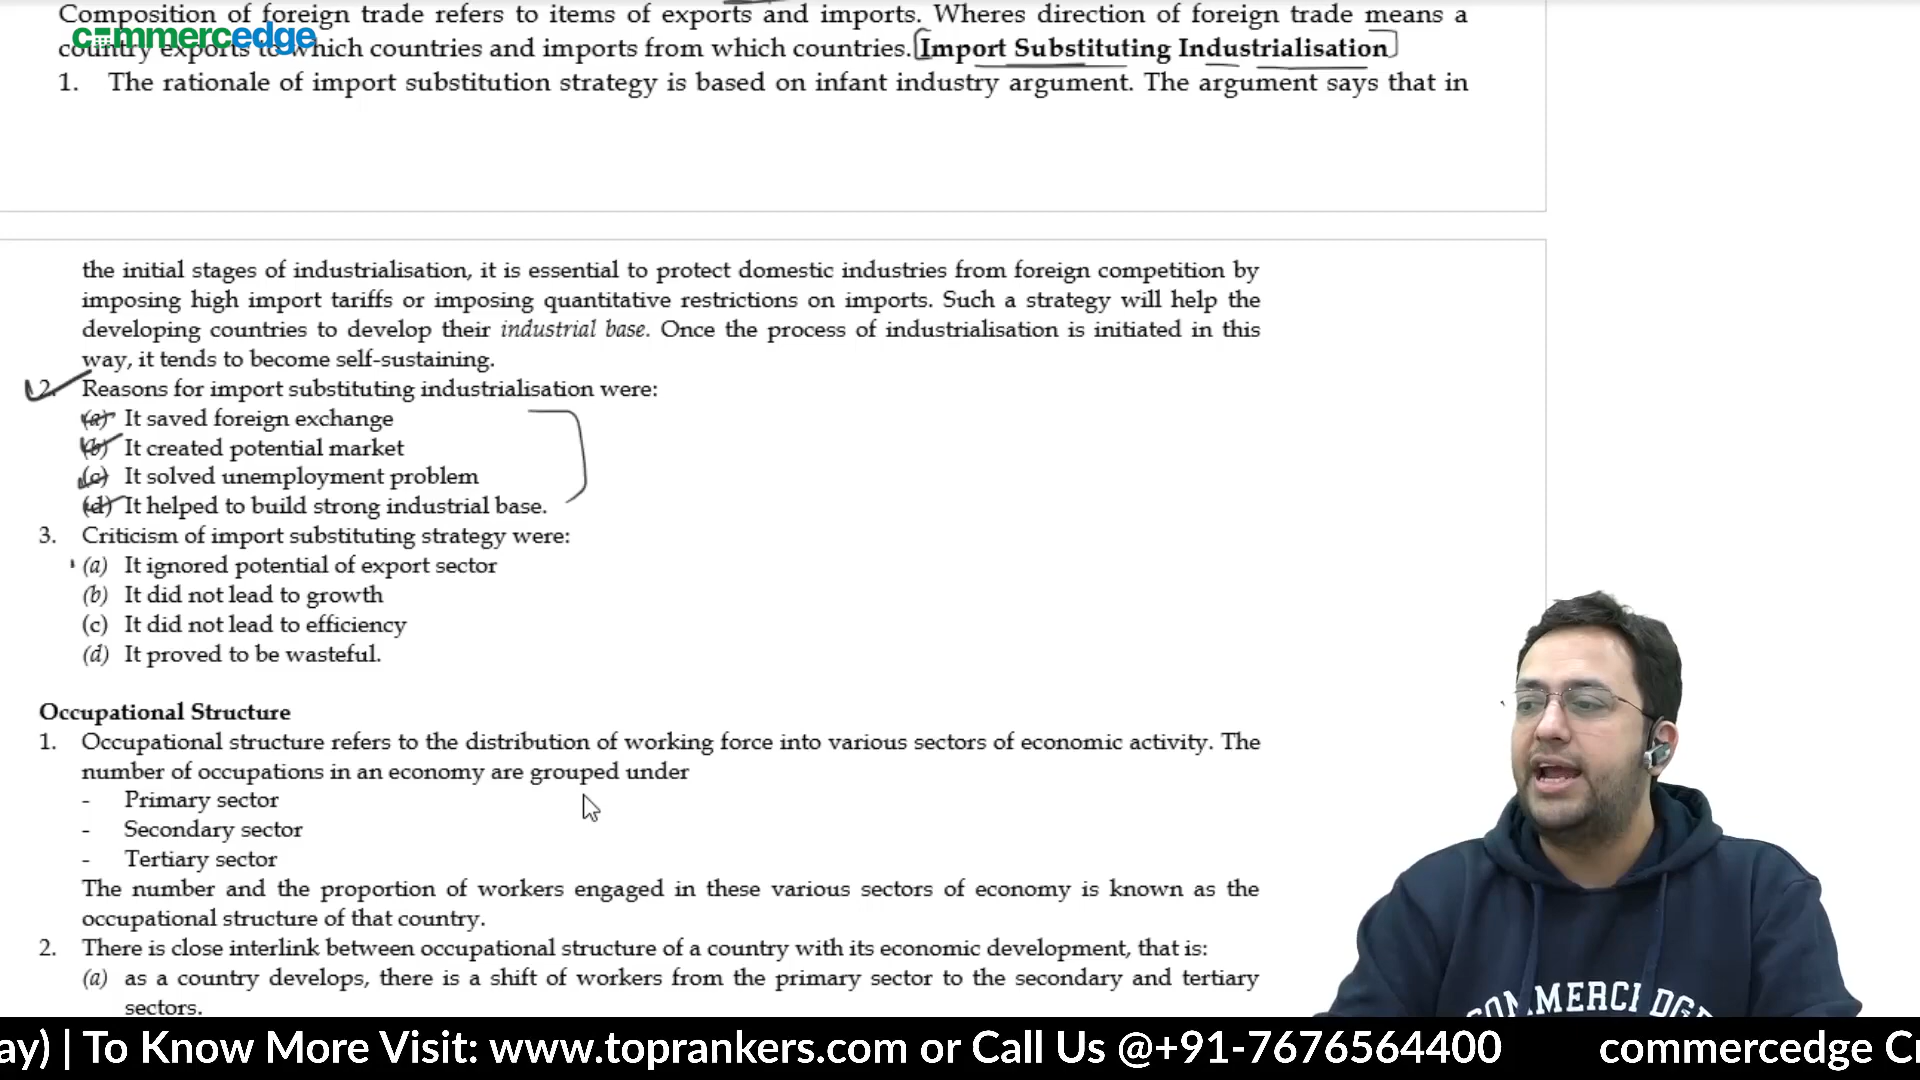 Composition of foreign trade refers to items of exports and imports. Wheres direction of foreign trade means a
commercedge
country exports to which countries and imports from which countries. Import Substituting Industrialisation
1. The rationale of import substitution strategy is based on infant industry argument. The argument says that in
the initial stages of industrialisation, it is essential to protect domestic industries from foreign competition by
imposing high import tariffs or imposing quantitative restrictions on imports. Such a strategy will help the
developing countries to develop their industrial base. Once the process of industrialisation is initiated in this
way, it tends to become self-sustaining.
2. Reasons for import substituting industrialisation were:
(a) It saved foreign exchange
(b) It created potential market
(c) It solved unemployment problem
(d) It helped to build strong industrial base.
3. Criticism of import substituting strategy were:
(a) It ignored potential of export sector
(b) It did not lead to growth
(c) It did not lead to efficiency
(d) It proved to be wasteful.
Occupational Structure
1. Occupational structure refers to the distribution of working force into various sectors of economic activity. The
number of occupations in an economy are grouped under
- Primary sector
- Secondary sector
- Tertiary sector
The number and the proportion of workers engaged in these various sectors of economy is known as the
occupational structure of that country.
2. There is close interlink between occupational structure of a country with its economic development, that is:
(a) as a country develops, there is a shift of workers from the primary sector to the secondary and tertiary
sectors.
ay) | To Know More Visit: www.toprankers.com or Call Us @+91-7676564400 commercedge Cr